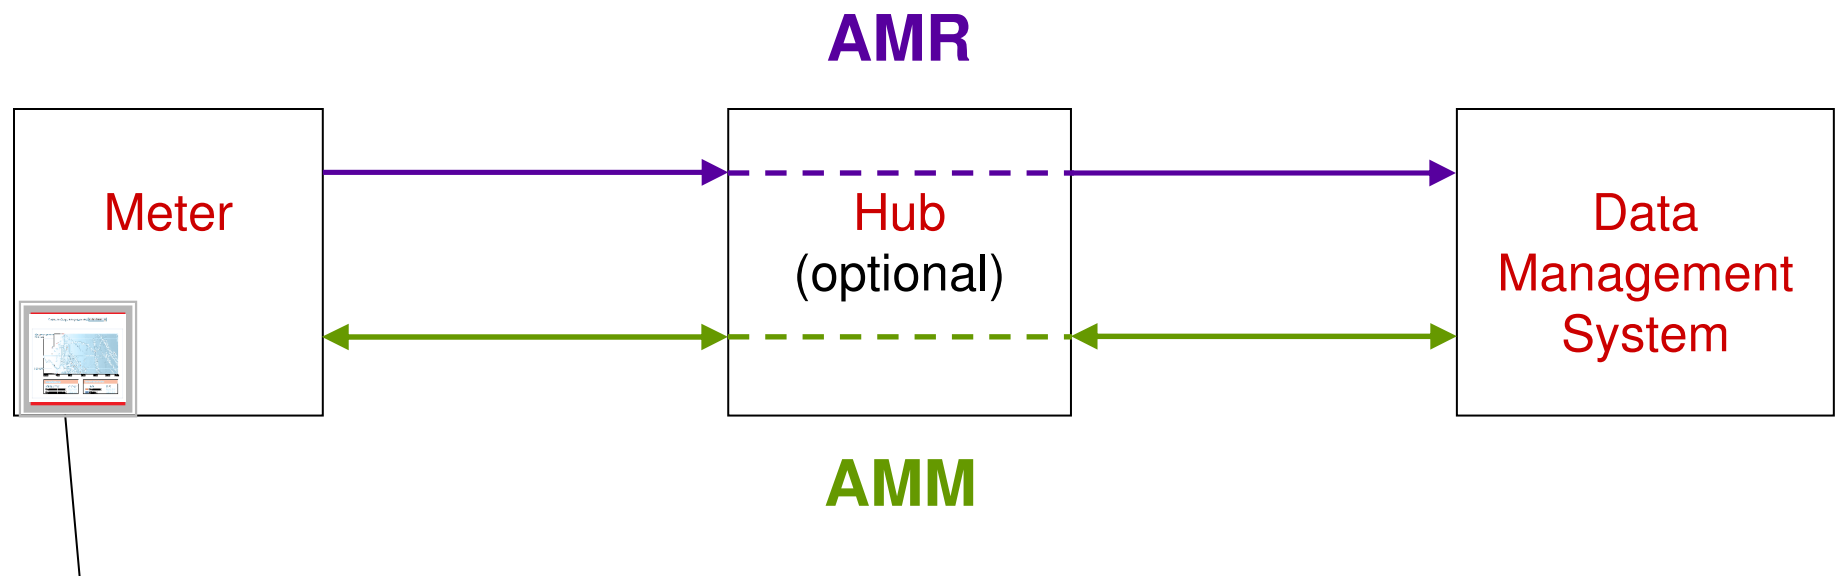 AMR
Meter
Hub
(optional)
Data
Management
System
AMM